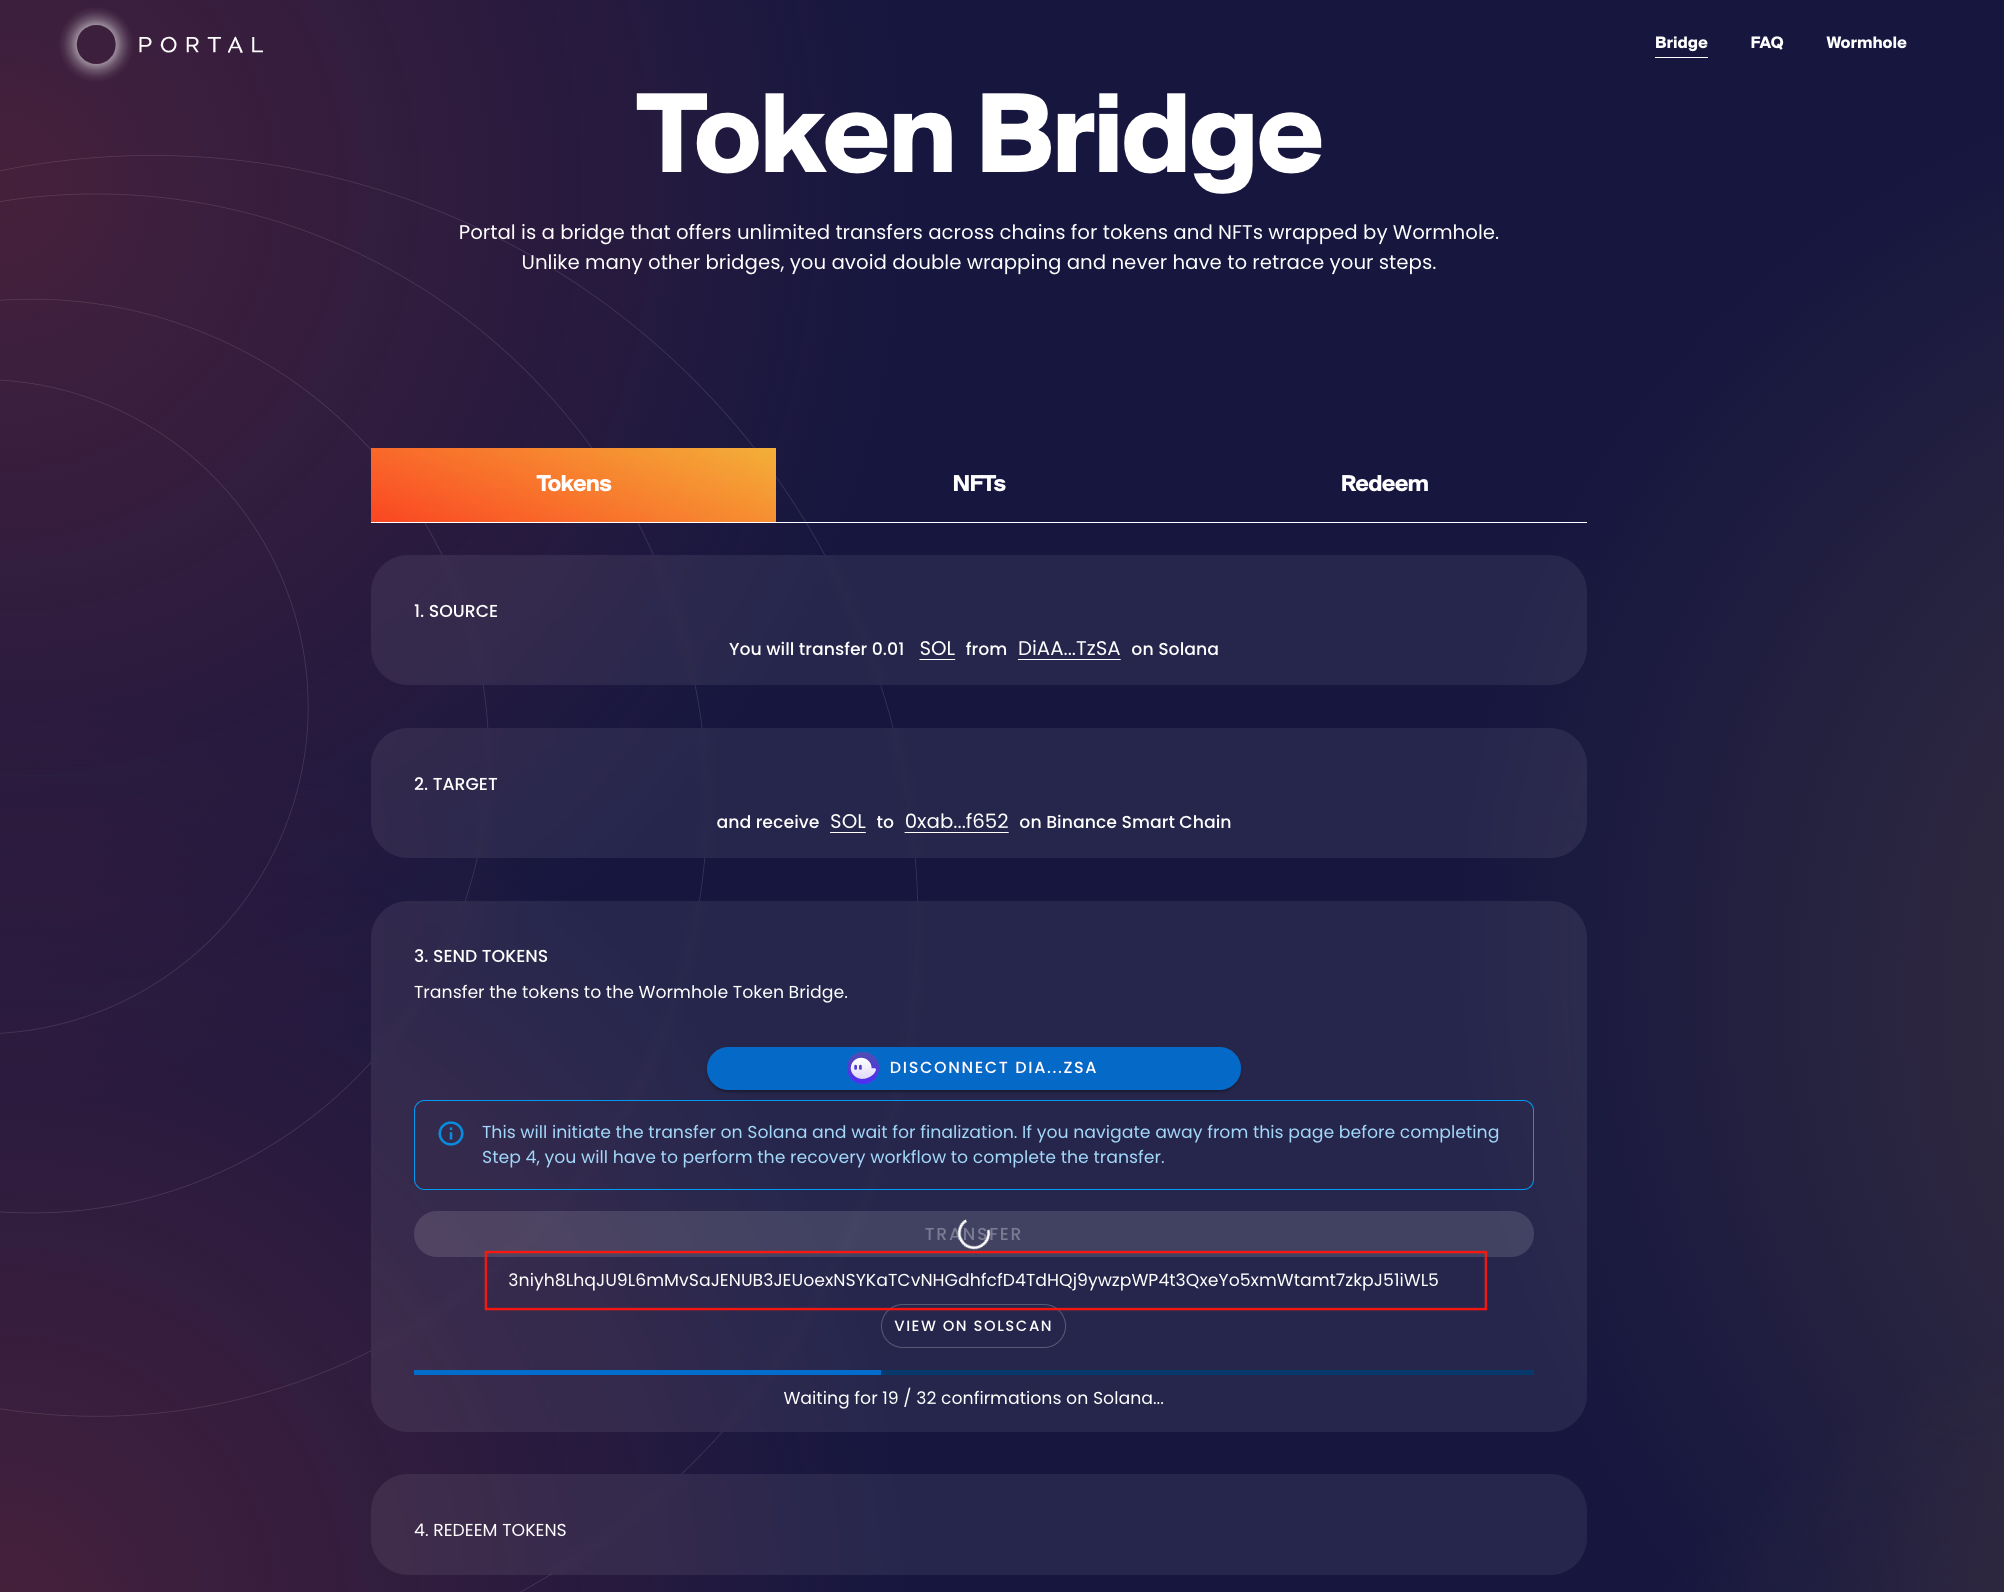 PORTAL
Bridge FAQ Wormhole
Token Bridge
Portal is a bridge that offers unlimited transfers across chains for tokens and NFTs wrapped by Wormhole.
Unlike many other bridges, you avoid double wrapping and never have to retrace your steps.
Tokens NFTs Redeem
1. SOURCE
You will transfer 0.01 SOL from DiAA...TzSA on Solana
2. TARGET
and receive SOL to 0xab...f652 on Binance Smart Chain
3. SEND TOKENS
Transfer the tokens to the Wormhole Token Bridge.
DISCONNECT DIA...ZSA
This will initiate the transfer on Solana and wait for finalization. If you navigate away from this page before completing
Step 4, you will have to perform the recovery workflow to complete the transfer.
TRANSFER
3niyh8LhqJU9L6mMvSaJENUB3JEUoexNSYKaTCvNHGdhfcfD4TdHQj9ywzpWP4t3QxeYo5xmWtamt7zkpJ51iWL5
VIEW ON SOLSCAN
Waiting for 19 / 32 confirmations on Solana...
4. REDEEM TOKENS